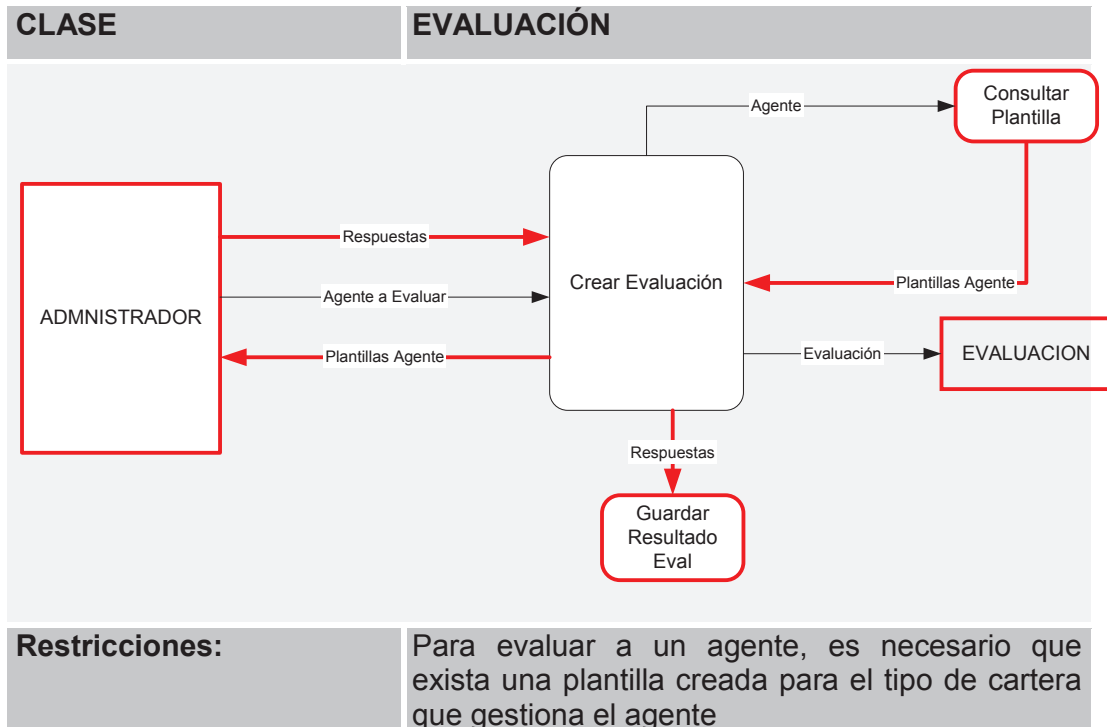 CLASE
EVALUACIÓN
Agente
Consultar
Plantilla
Respuestas
Crear Evaluación
Plantillas Agente
Agente a Evaluar
ADMNISTRADOR
Plantillas Agente
Evaluación
EVALUACION
Respuestas
Guardar
Resultado
Eval
Restricciones:
Para evaluar a un agente, es necesario que
exista una plantilla creada para el tipo de cartera
que gestiona el agente